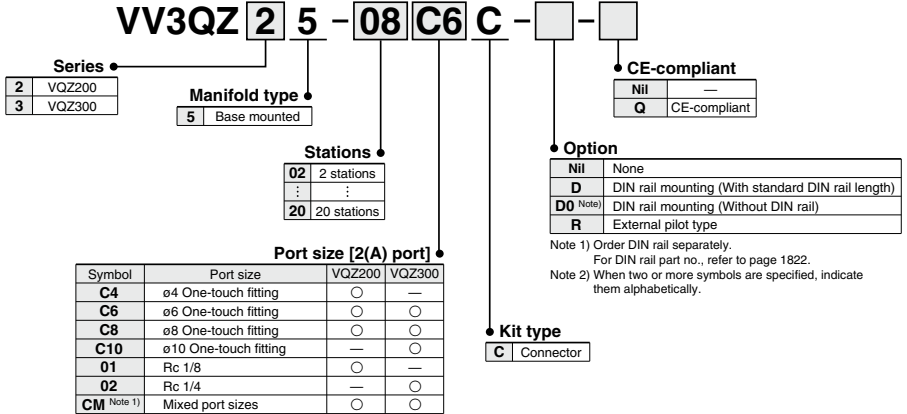 VV3QZ 2 5 - 08 C6 C - □ - □
Series
2 VQZ200
3 VQZ300
Manifold type
5 Base mounted
Stations
02 2 stations
⋮ ⋮
20 20 stations
Port size [2(A) port]
Symbol Port size VQZ200 VQZ300
C4 ø4 One-touch fitting ○ —
C6 ø6 One-touch fitting ○ ○
C8 ø8 One-touch fitting ○ ○
C10 ø10 One-touch fitting — ○
01 Rc 1/8 ○ —
02 Rc 1/4 — ○
CM Note 1) Mixed port sizes ○ ○
Kit type
C Connector
Option
Nil None
D DIN rail mounting (With standard DIN rail length)
D0 Note) DIN rail mounting (Without DIN rail)
R External pilot type
Note 1) Order DIN rail separately.
For DIN rail part no., refer to page 1822.
Note 2) When two or more symbols are specified, indicate
them alphabetically.
CE-compliant
Nil —
Q CE-compliant